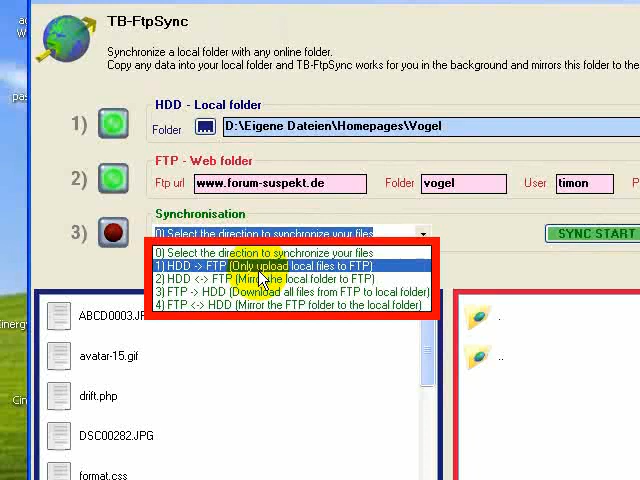 TB-FtpSync
Synchronize a local folder with any online folder.
Copy any data into your local folder and TB-FtpSync works for you in the background and mirrors this folder to the
HDD - Local folder
1)
Folder
D:\Eigene Dateien\Homepages\Vogel
FTP - Web folder
2)
Ftp url www.forum-suspekt.de Folder vogel User timon P
Synchronisation
3)
0) Select the direction to synchronize your files
SYNC START
0) Select the direction to synchronize your files
1) HDD -> FTP (Only upload local files to FTP)
2) HDD <-> FTP (Mirror the local folder to FTP)
3) FTP -> HDD (Download all files from FTP to local folder)
4) FTP <-> HDD (Mirror the FTP folder to the local folder)
ABCD0003.JP
.
avatar-15.gif
..
drift.php
DSC00282.JPG
format.css